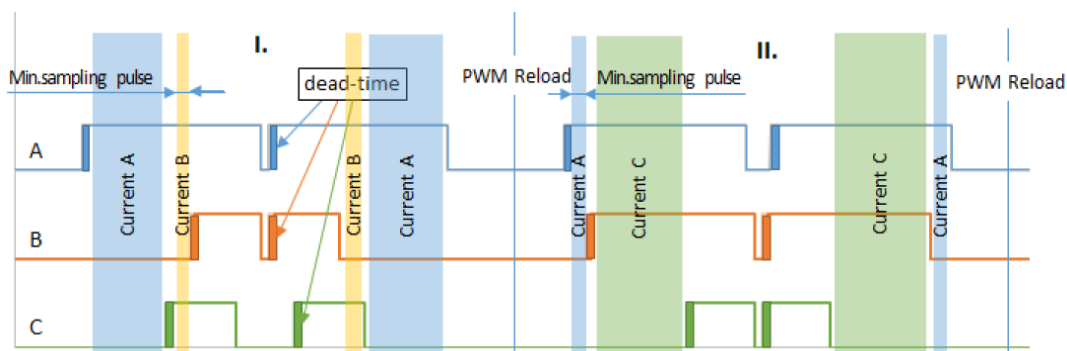 I.
II.
Min.sampling pulse
dead-time
PWM Reload
Min.sampling pulse
PWM Reload
A
Current A
Current B
Current B
Current A
Current A
Current C
Current C
Current A
B
C